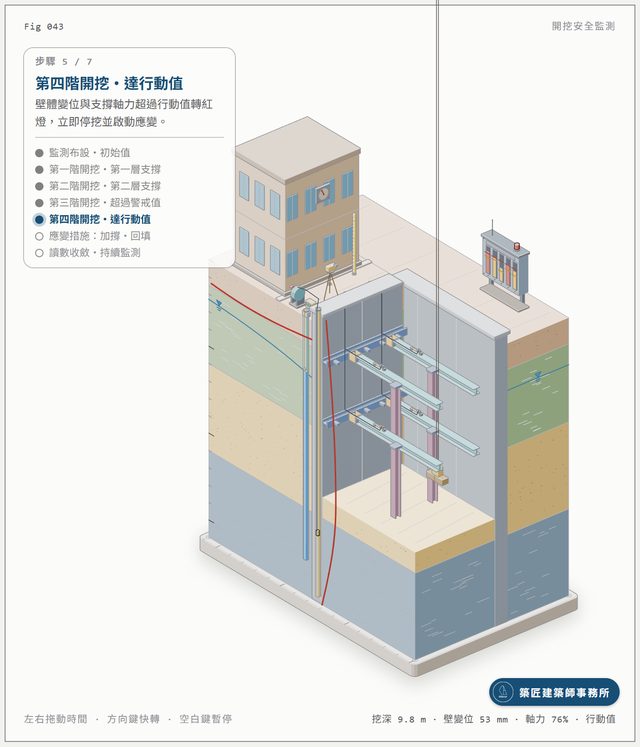 Fig 043
開挖安全監測
步驟 5 / 7
第四階開挖・達行動值
壁體變位與支撐軸力超過行動值轉紅
燈，立即停挖並啟動應變。
監測布設・初始值
第一階開挖・第一層支撐
第二階開挖・第二層支撐
第三階開挖・超過警戒值
第四階開挖・達行動值
應變措施：加撐・回填
讀數收斂・持續監測
築匠建築師事務所
左右拖動時間 · 方向鍵快轉 · 空白鍵暫停
挖深 9.8 m · 壁變位 53 mm · 軸力 76% · 行動值